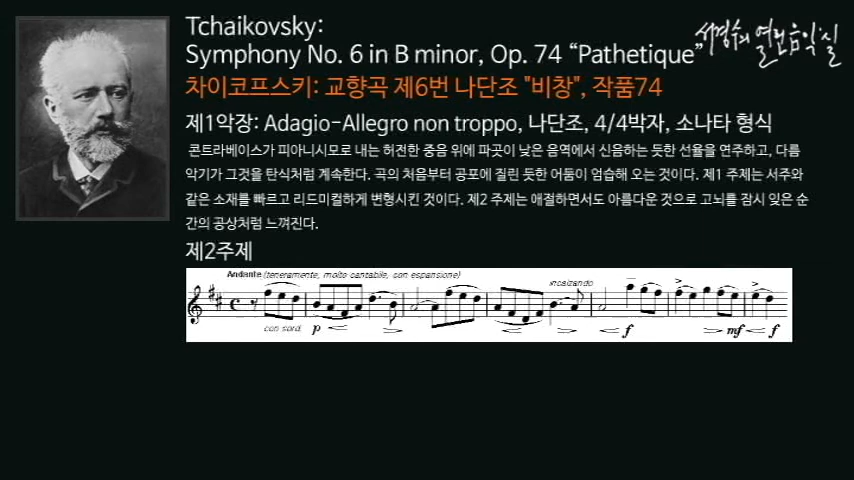 Tchaikovsky:
Symphony No. 6 in B minor, Op. 74 “Pathetique”
서경수의 열린음악실
차이코프스키: 교향곡 제6번 나단조 "비창", 작품74
제1악장: Adagio-Allegro non troppo, 나단조, 4/4박자, 소나타 형식
콘트라베이스가 피아니시모로 내는 허전한 중음 위에 파곳이 낮은 음역에서 신음하는 듯한 선율을 연주하고, 다름
악기가 그것을 탄식처럼 계속한다. 곡의 처음부터 공포에 질린 듯한 어둠이 엄습해 오는 것이다. 제1 주제는 서주와
같은 소재를 빠르고 리드미컬하게 변형시킨 것이다. 제2 주제는 애절하면서도 아름다운 것으로 고뇌를 잠시 잊은 순
간의 공상처럼 느껴진다.
제2주제
Andante (teneramente, molto cantabile, con espansione)
incalzando
con sord. p f mf f